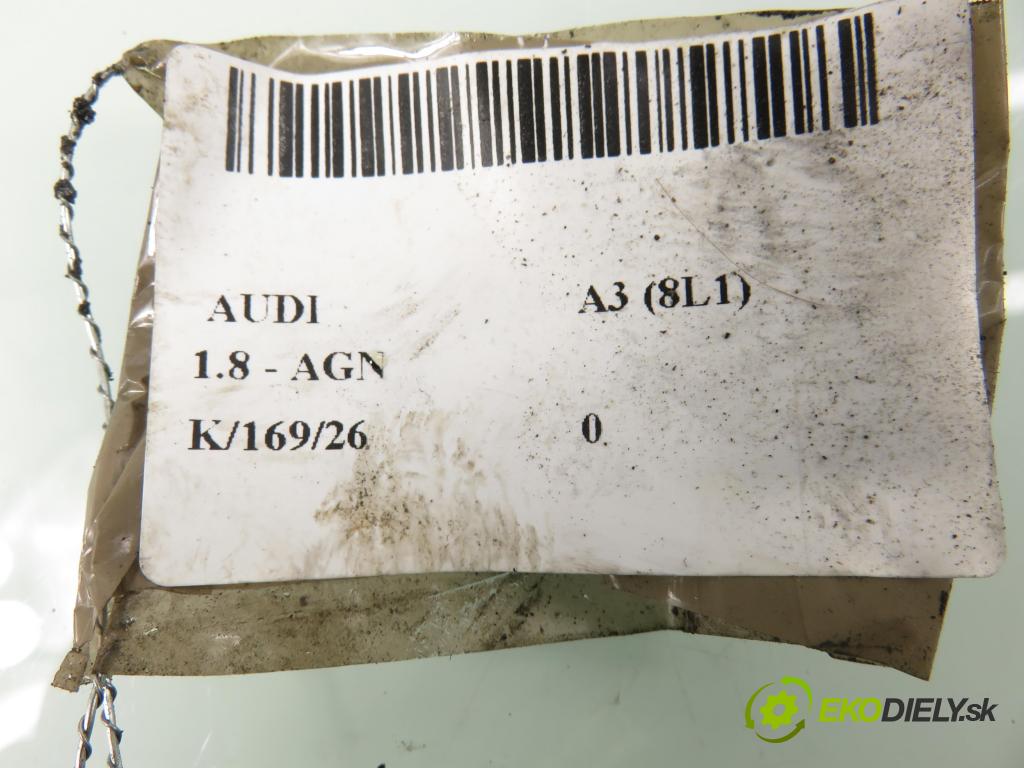 AUDI A3 (8L1)
1.8 - AGN
K/169/26 0
EKODIELY.sk